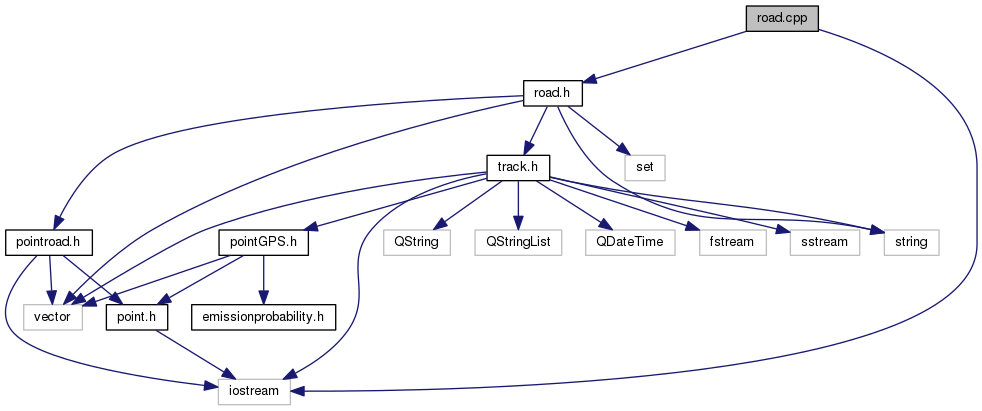 road.cpp
road.h
track.h
set
pointroad.h
pointGPS.h
QString
QStringList
QDateTime
fstream
sstream
string
vector
point.h
emissionprobability.h
iostream